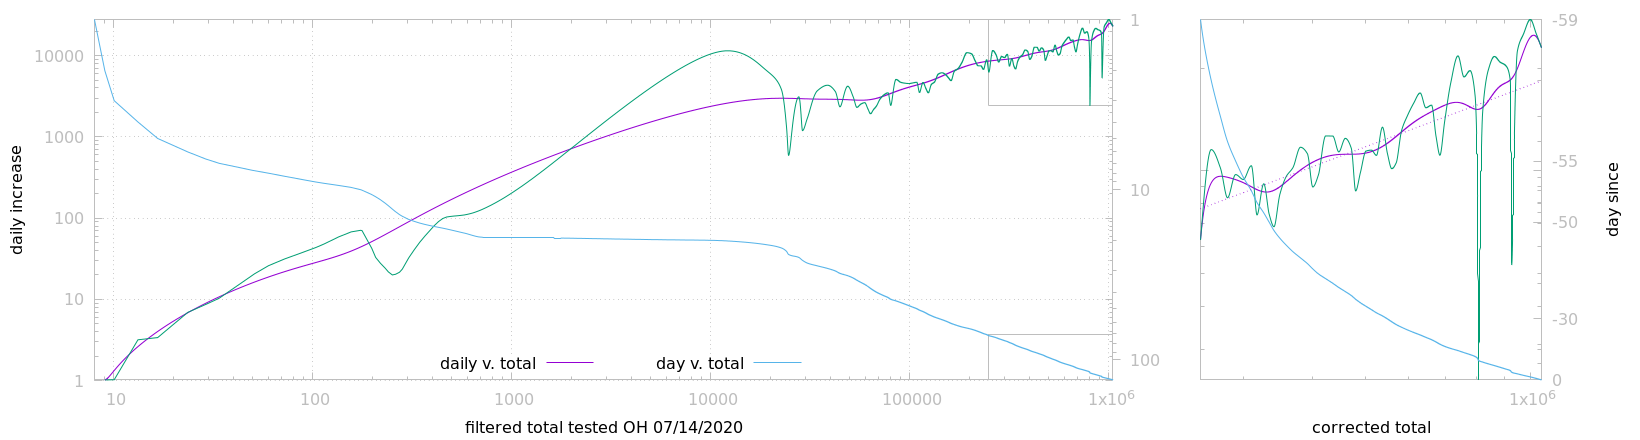 daily increase
10000
1000
100
10
1
10
100
1000
10000
100000
1x10^6
1
10
100
daily v. total
day v. total
filtered total tested OH 07/14/2020
-59
-55
-50
-30
0
day since
1x10^6
corrected total